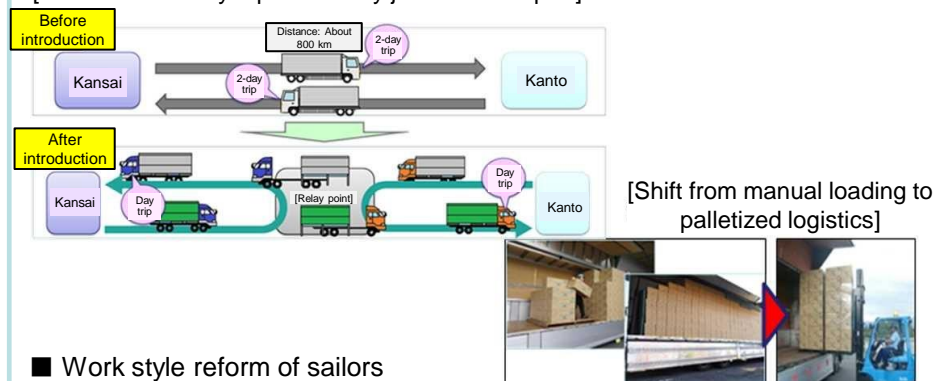 Before
introduction
Distance: About
800 km
2-day
trip
Kansai
2-day
trip
Kanto
After
introduction
Kansai
Day
trip
[Relay point]
Day
trip
Kanto
[Shift from manual loading to
palletized logistics]
■ Work style reform of sailors